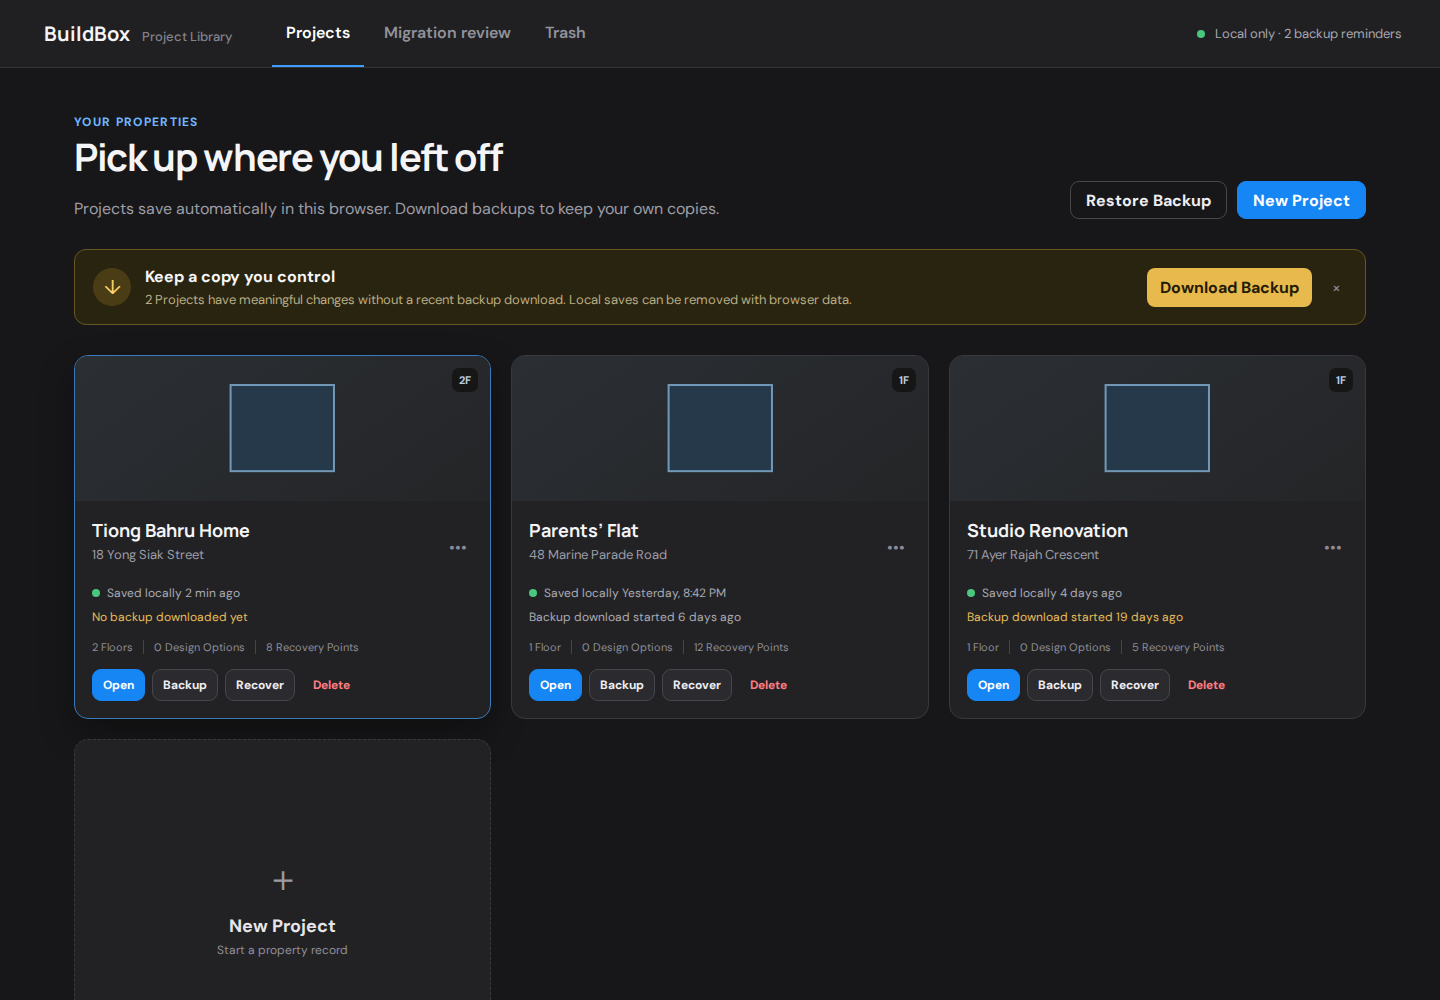 BuildBox Project Library Projects Migration review Trash Local only · 2 backup reminders
YOUR PROPERTIES
Pick up where you left off
Projects save automatically in this browser. Download backups to keep your own copies.
Restore Backup New Project
Keep a copy you control
2 Projects have meaningful changes without a recent backup download. Local saves can be removed with browser data.
Download Backup ×
2F
Tiong Bahru Home
18 Yong Siak Street
•••
Saved locally 2 min ago
No backup downloaded yet
2 Floors 0 Design Options 8 Recovery Points
Open Backup Recover Delete
1F
Parents’ Flat
48 Marine Parade Road
•••
Saved locally Yesterday, 8:42 PM
Backup download started 6 days ago
1 Floor 0 Design Options 12 Recovery Points
Open Backup Recover Delete
1F
Studio Renovation
71 Ayer Rajah Crescent
•••
Saved locally 4 days ago
Backup download started 19 days ago
1 Floor 0 Design Options 5 Recovery Points
Open Backup Recover Delete
+
New Project
Start a property record